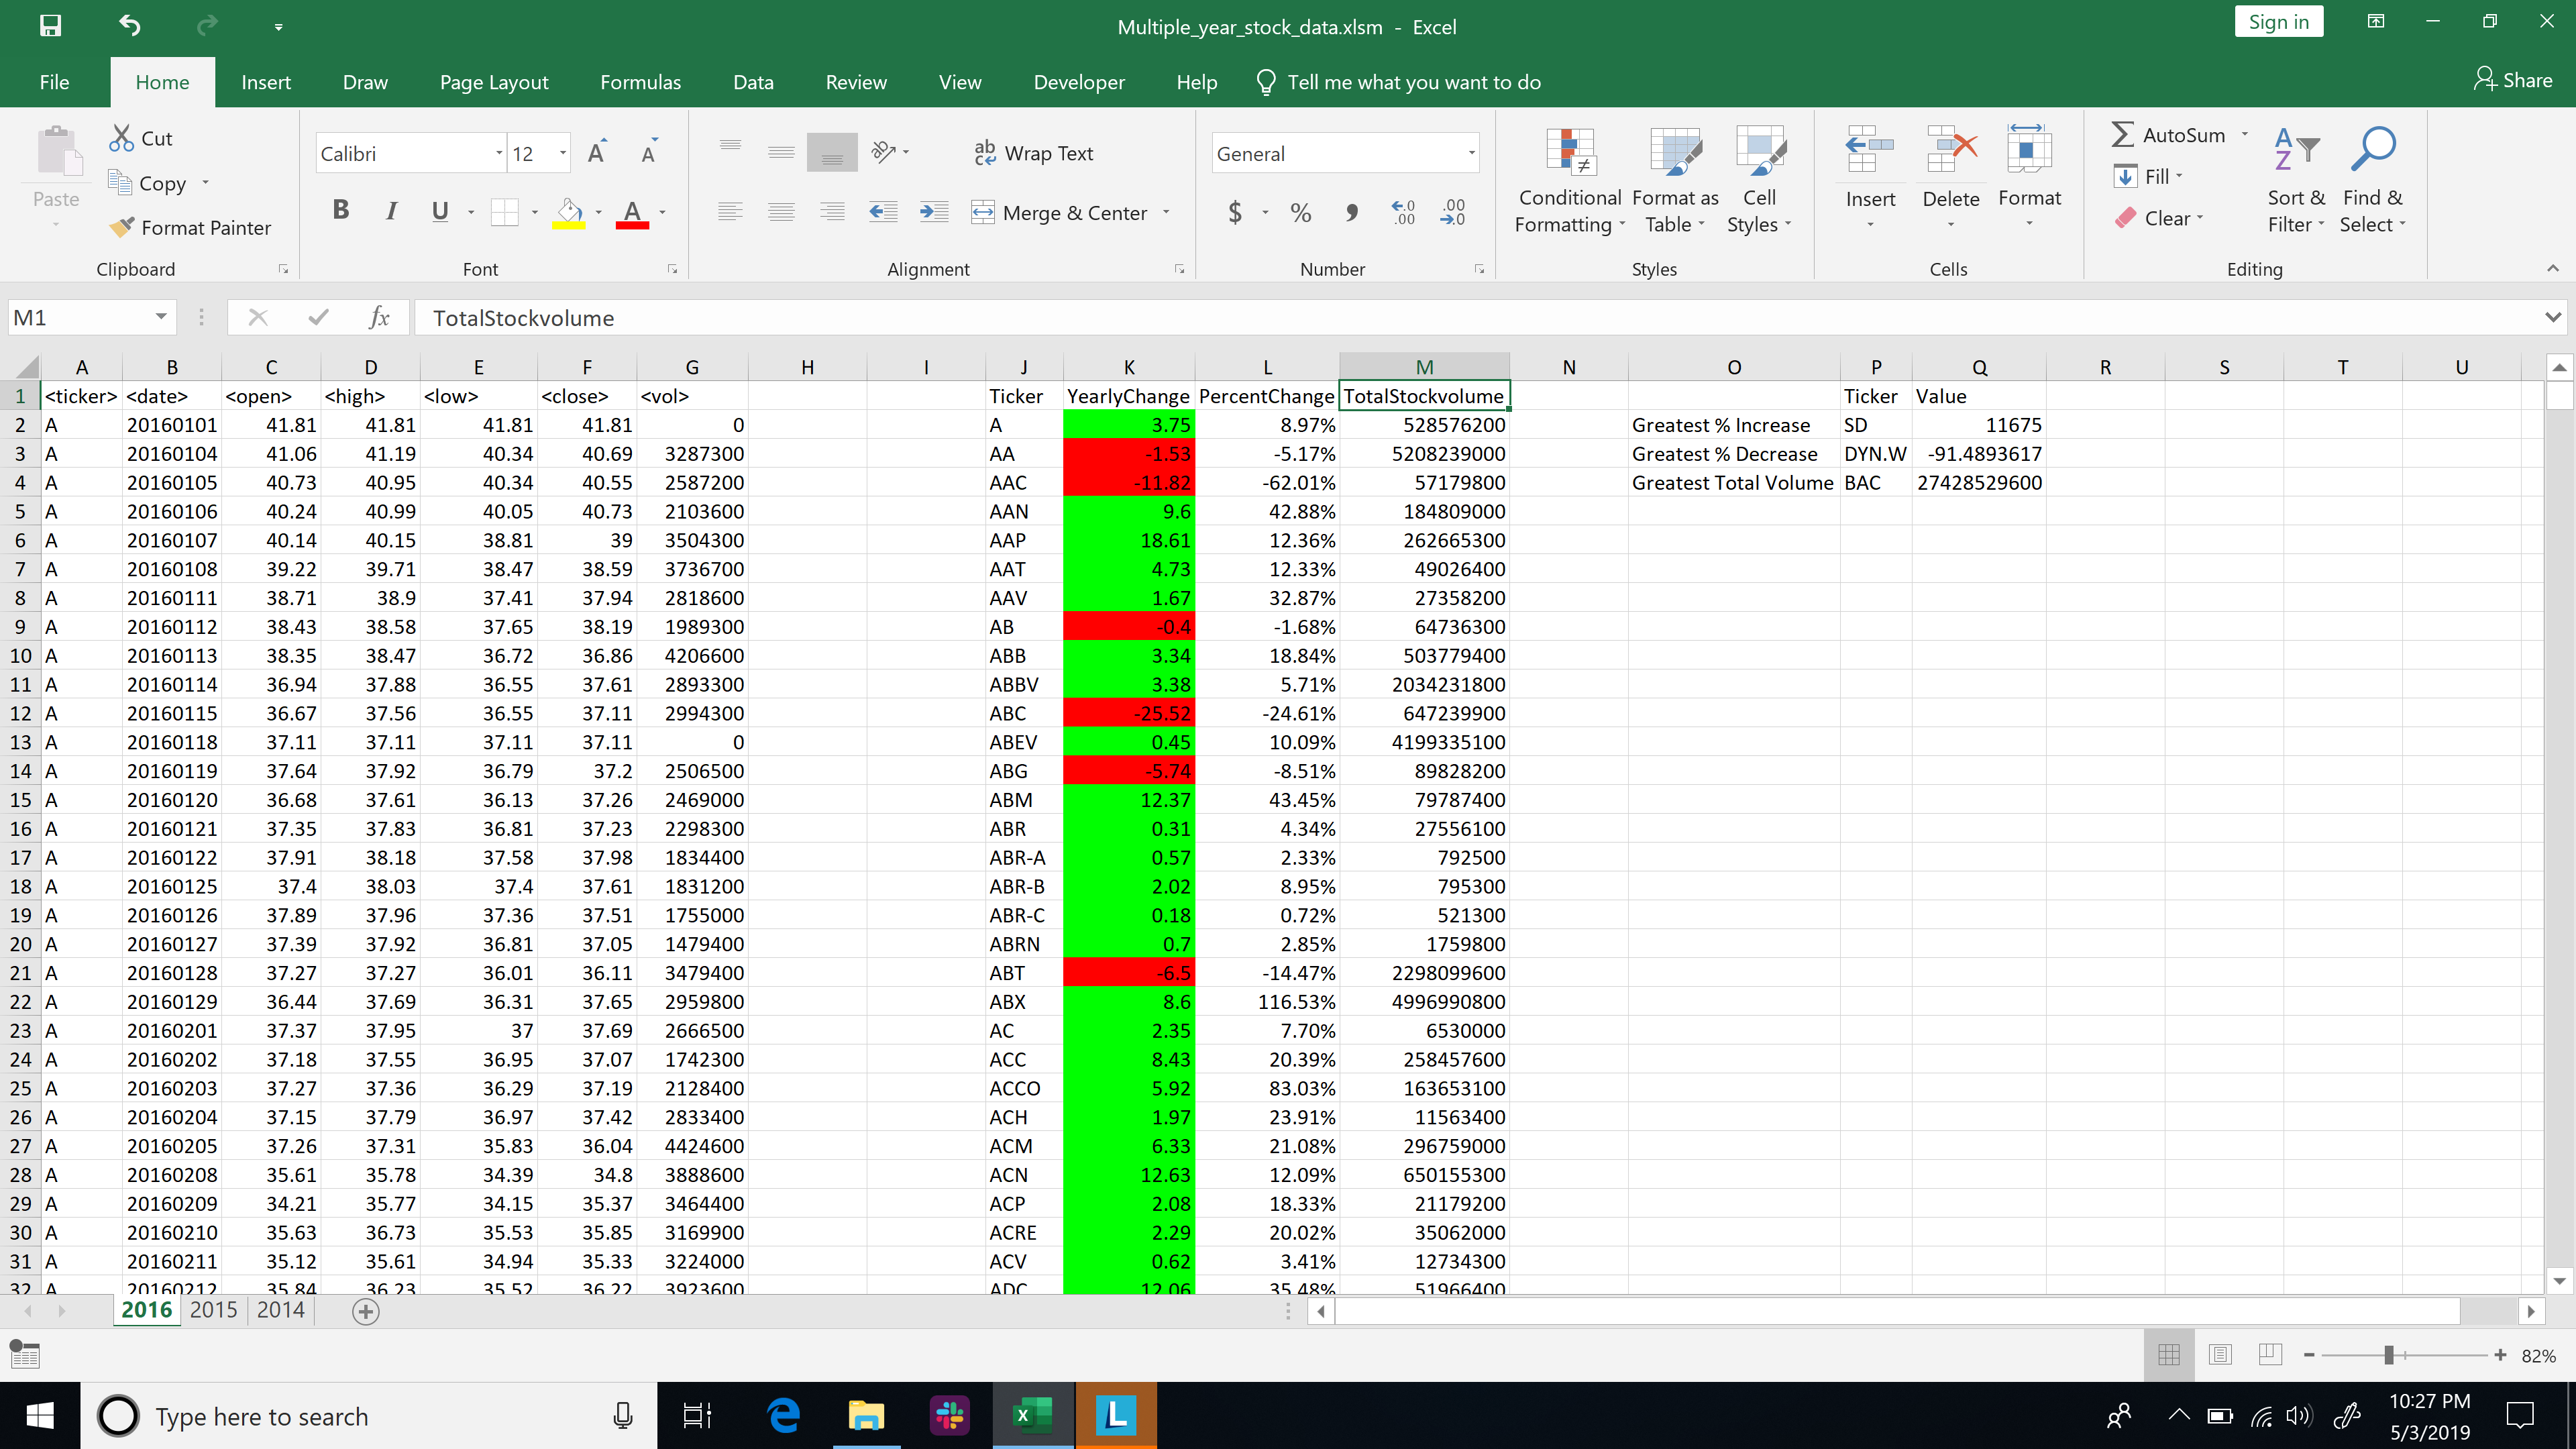 Multiple_year_stock_data.xlsm - Excel
Sign in
File Home Insert Draw Page Layout Formulas Data Review View Developer Help Tell me what you want to do Share
Paste Cut Copy Format Painter Clipboard
Calibri 12 A A B I U A Font
ab Wrap Text Merge & Center Alignment
General $ % , .00 .0 Number
Conditional Formatting Format as Table Cell Styles Styles
Insert Delete Format Cells
AutoSum Fill Clear Sort & Filter Find & Select Editing
M1 fx TotalStockvolume
A B C D E F G H I J K L M N O P Q R S T U
1 <ticker> <date> <open> <high> <low> <close> <vol> Ticker YearlyChange PercentChange TotalStockvolume Ticker Value
2 A 20160101 41.81 41.81 41.81 41.81 0 A 3.75 8.97% 528576200 Greatest % Increase SD 11675
3 A 20160104 41.06 41.19 40.34 40.69 3287300 AA -1.53 -5.17% 5208239000 Greatest % Decrease DYN.W -91.4893617
4 A 20160105 40.73 40.95 40.34 40.55 2587200 AAC -11.82 -62.01% 57179800 Greatest Total Volume BAC 27428529600
5 A 20160106 40.24 40.99 40.05 40.73 2103600 AAN 9.6 42.88% 184809000
6 A 20160107 40.14 40.15 38.81 39 3504300 AAP 18.61 12.36% 262665300
7 A 20160108 39.22 39.71 38.47 38.59 3736700 AAT 4.73 12.33% 49026400
8 A 20160111 38.71 38.9 37.41 37.94 2818600 AAV 1.67 32.87% 27358200
9 A 20160112 38.43 38.58 37.65 38.19 1989300 AB -0.4 -1.68% 64736300
10 A 20160113 38.35 38.47 36.72 36.86 4206600 ABB 3.34 18.84% 503779400
11 A 20160114 36.94 37.88 36.55 37.61 2893300 ABBV 3.38 5.71% 2034231800
12 A 20160115 36.67 37.56 36.55 37.11 2994300 ABC -25.52 -24.61% 647239900
13 A 20160118 37.11 37.11 37.11 37.11 0 ABEV 0.45 10.09% 4199335100
14 A 20160119 37.64 37.92 36.79 37.2 2506500 ABG -5.74 -8.51% 89828200
15 A 20160120 36.68 37.61 36.13 37.26 2469000 ABM 12.37 43.45% 79787400
16 A 20160121 37.35 37.83 36.81 37.23 2298300 ABR 0.31 4.34% 27556100
17 A 20160122 37.91 38.18 37.58 37.98 1834400 ABR-A 0.57 2.33% 792500
18 A 20160125 37.4 38.03 37.4 37.61 1831200 ABR-B 2.02 8.95% 795300
19 A 20160126 37.89 37.96 37.36 37.51 1755000 ABR-C 0.18 0.72% 521300
20 A 20160127 37.39 37.92 36.81 37.05 1479400 ABRN 0.7 2.85% 1759800
21 A 20160128 37.27 37.27 36.01 36.11 3479400 ABT -6.5 -14.47% 2298099600
22 A 20160129 36.44 37.69 36.31 37.65 2959800 ABX 8.6 116.53% 4996990800
23 A 20160201 37.37 37.95 37 37.69 2666500 AC 2.35 7.70% 6530000
24 A 20160202 37.18 37.55 36.95 37.07 1742300 ACC 8.43 20.39% 258457600
25 A 20160203 37.27 37.36 36.29 37.19 2128400 ACCO 5.92 83.03% 163653100
26 A 20160204 37.15 37.79 36.97 37.42 2833400 ACH 1.97 23.91% 11563400
27 A 20160205 37.26 37.31 35.83 36.04 4424600 ACM 6.33 21.08% 296759000
28 A 20160208 35.61 35.78 34.39 34.8 3888600 ACN 12.63 12.09% 650155300
29 A 20160209 34.21 35.77 34.15 35.37 3464400 ACP 2.08 18.33% 21179200
30 A 20160210 35.63 36.73 35.53 35.85 3169900 ACRE 2.29 20.02% 35062000
31 A 20160211 35.12 35.61 34.94 35.33 3224000 ACV 0.62 3.41% 12734300
32 A 20160212 35.84 36.23 35.52 36.22 3923600 ADC 12.06 35.48% 51966400
2016 2015 2014
82%
Type here to search
10:27 PM
5/3/2019